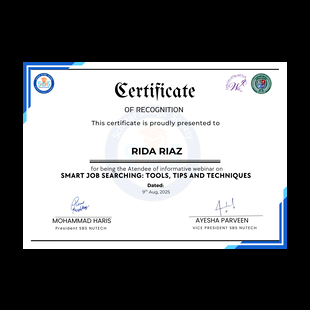 Certificate
OF RECOGNITION
This certificate is proudly presented to
RIDA RIAZ
for being the Atendee of informative webinar on
SMART JOB SEARCHING: TOOLS, TIPS AND TECHNIQUES
Dated:
9th Aug, 2025
MOHAMMAD HARIS
President SBS NUTECH
AYESHA PARVEEN
VICE PRESIDENT SBS NUTECH